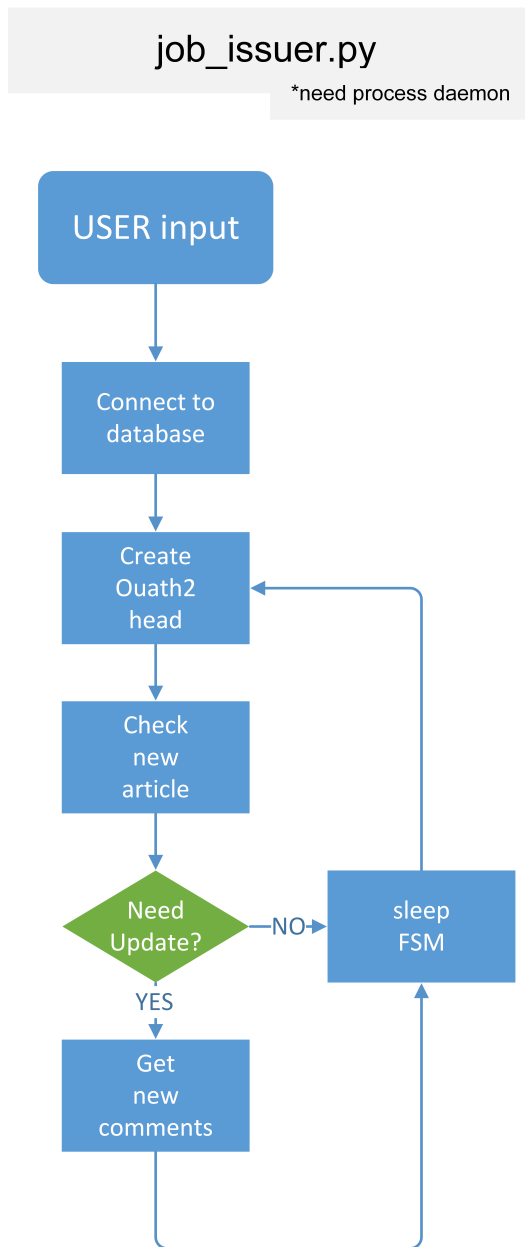 job_issuer.py
*need process daemon
USER input
Connect to
database
Create
Ouath2
head
Check
new
article
Need
Update?
NO
sleep
FSM
YES
Get
new
comments